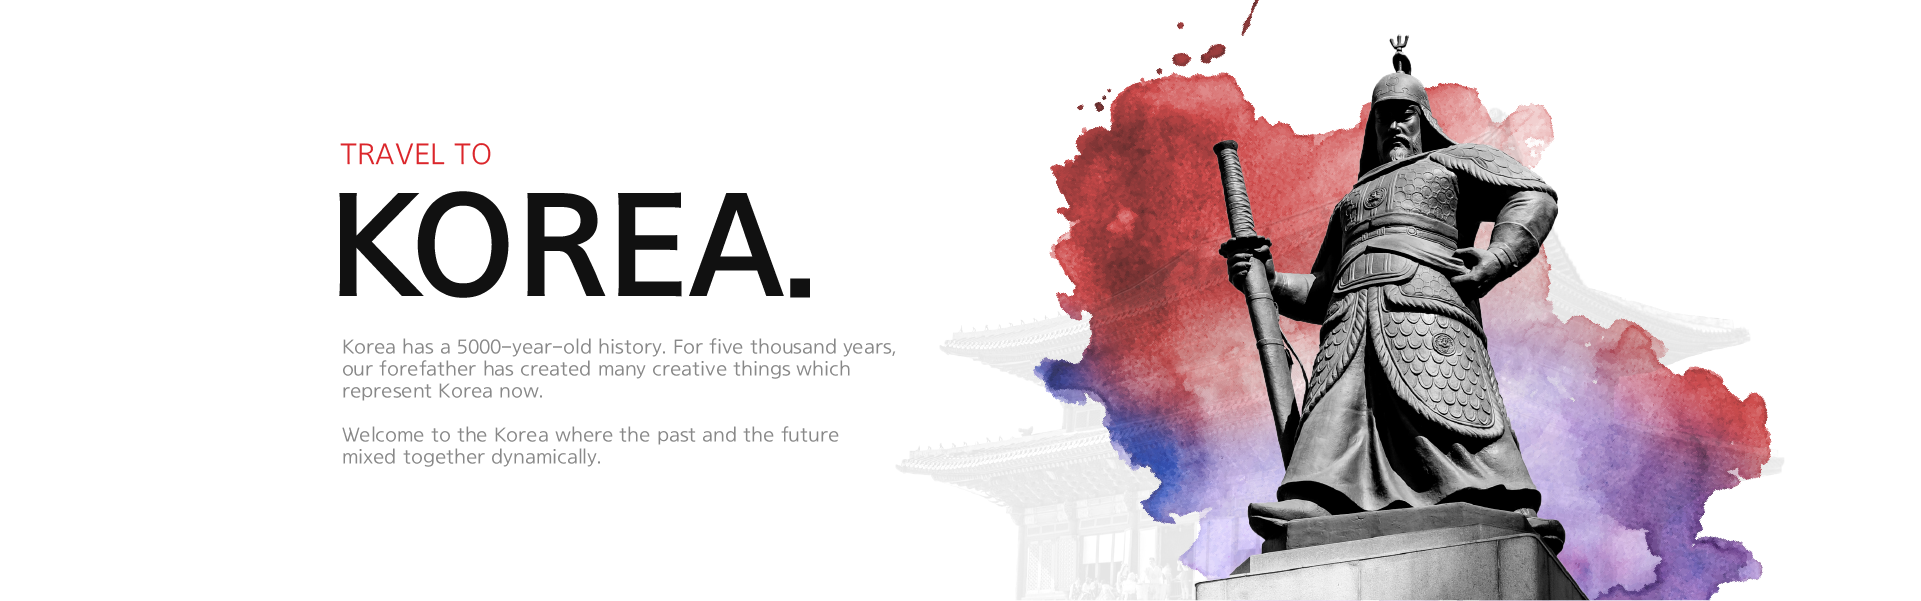 TRAVEL TO
KOREA.
Korea has a 5000-year-old history. For five thousand years,
our forefather has created many creative things which
represent Korea now.
Welcome to the Korea where the past and the future
mixed together dynamically.